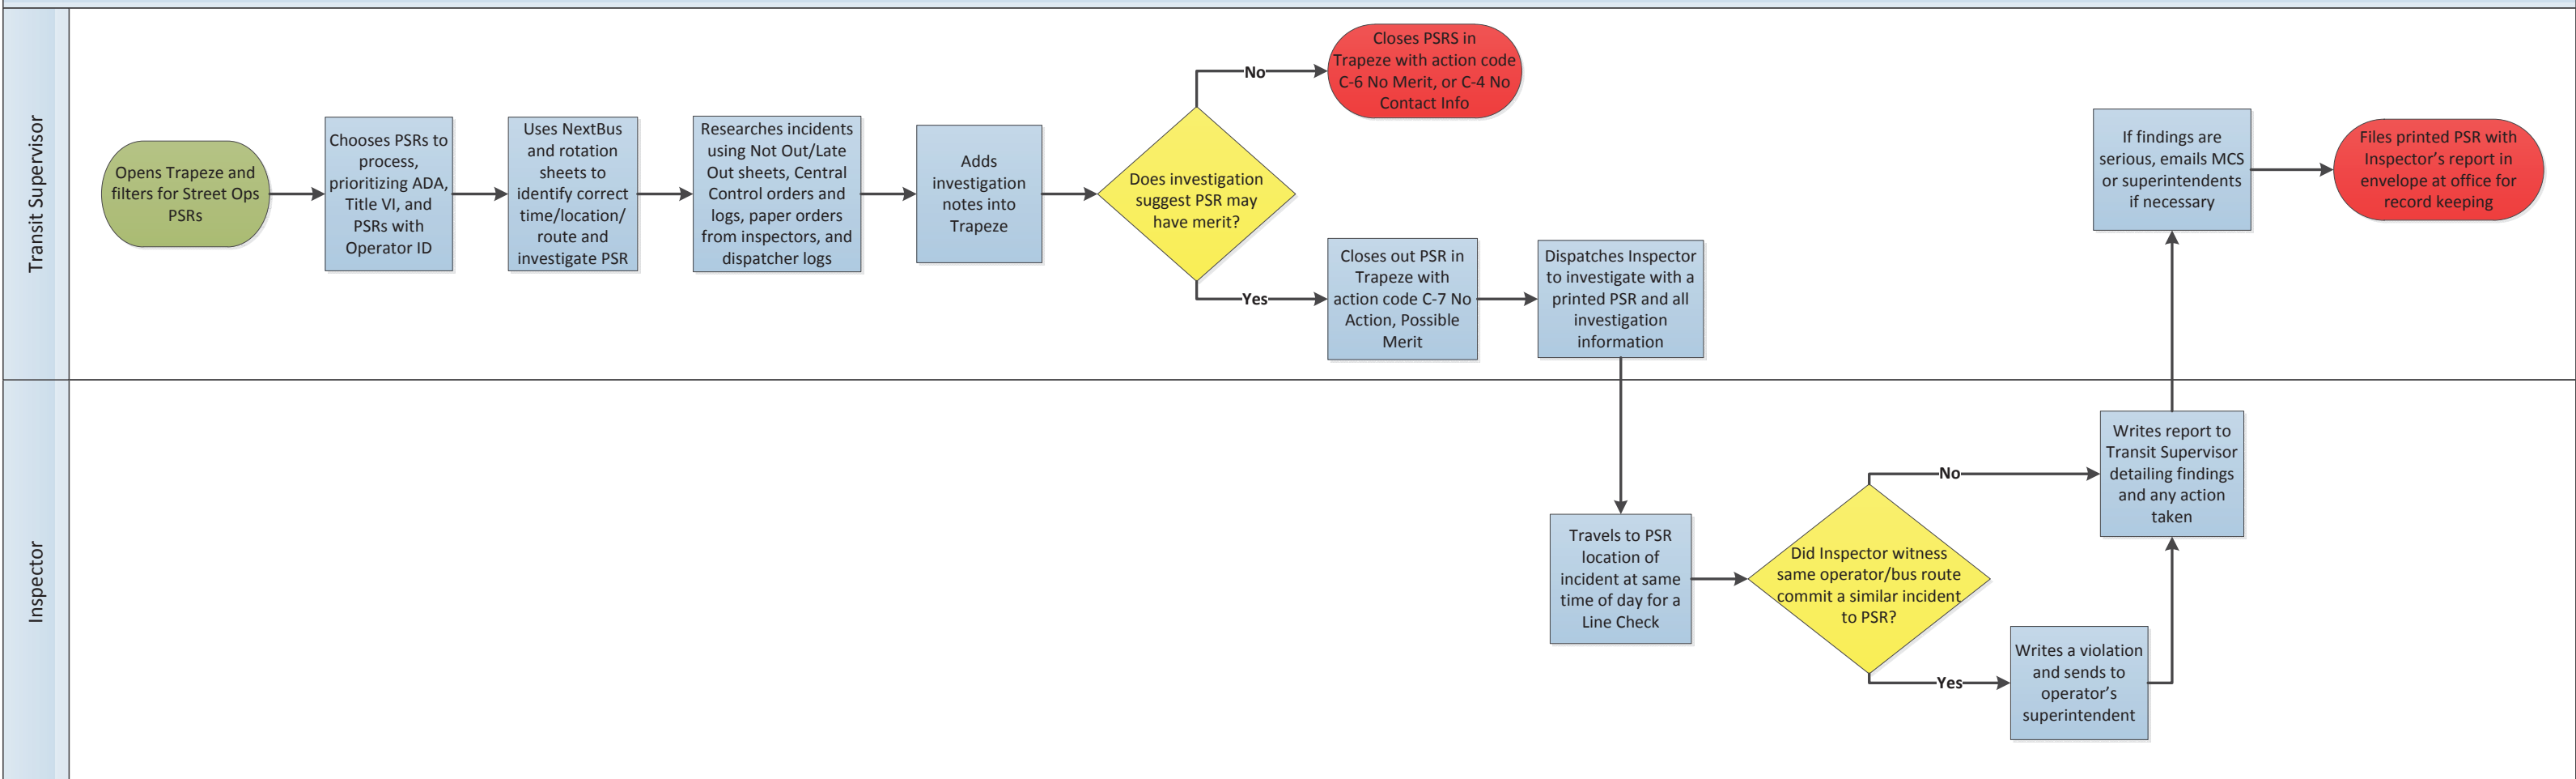 Transit Supervisor
Opens Trapeze and
filters for Street Ops
PSRs
Chooses PSRs to
process,
prioritizing ADA,
Title VI, and
PSRs with
Operator ID
Uses NextBus
and rotation
sheets to
identify correct
time/location/
route and
investigate PSR
Researches incidents
using Not Out/Late
Out sheets, Central
Control orders and
logs, paper orders
from inspectors, and
dispatcher logs
Adds
investigation
notes into
Trapeze
Does investigation
suggest PSR may
have merit?
No
Closes PSRS in
Trapeze with action code
C-6 No Merit, or C-4 No
Contact Info
Yes
Closes out PSR in
Trapeze with
action code C-7 No
Action, Possible
Merit
Dispatches Inspector
to investigate with a
printed PSR and all
investigation
information
If findings are
serious, emails MCS
or superintendents
if necessary
Files printed PSR with
Inspector’s report in
envelope at office for
record keeping
Inspector
Travels to PSR
location of
incident at same
time of day for a
Line Check
Did Inspector witness
same operator/bus route
commit a similar incident
to PSR?
No
Yes
Writes a violation
and sends to
operator’s
superintendent
Writes report to
Transit Supervisor
detailing findings
and any action
taken